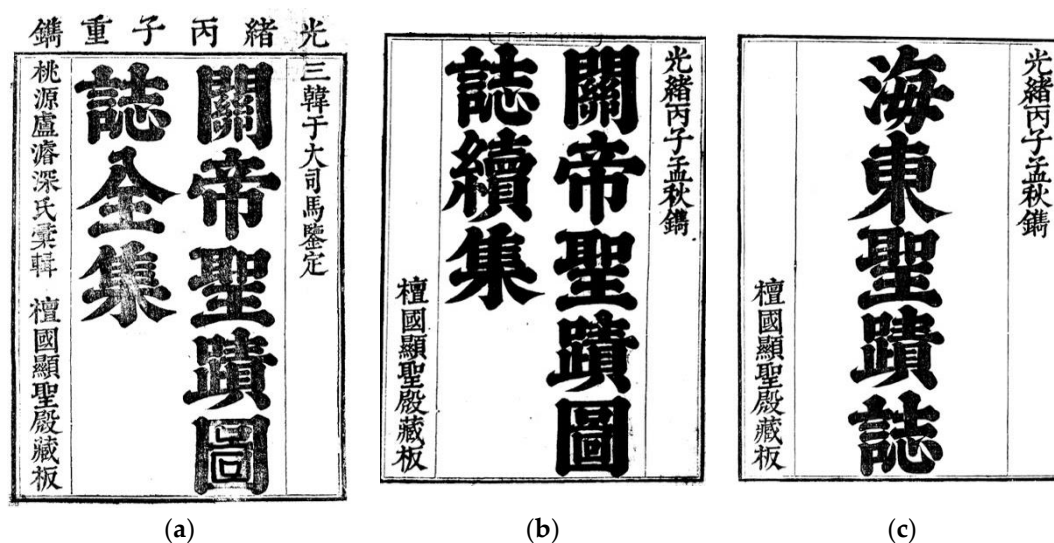 光緒丙子重鐫
三韓于大司馬鑒定
關帝聖蹟圖
誌全集
桃源盧濬深氏彙輯 檀國顯聖殿藏板
(a)
光緒丙子孟秋鐫
關帝聖蹟圖
誌續集
檀國顯聖殿藏板
(b)
光緒丙子孟秋鐫
海東聖蹟誌
檀國顯聖殿藏板
(c)